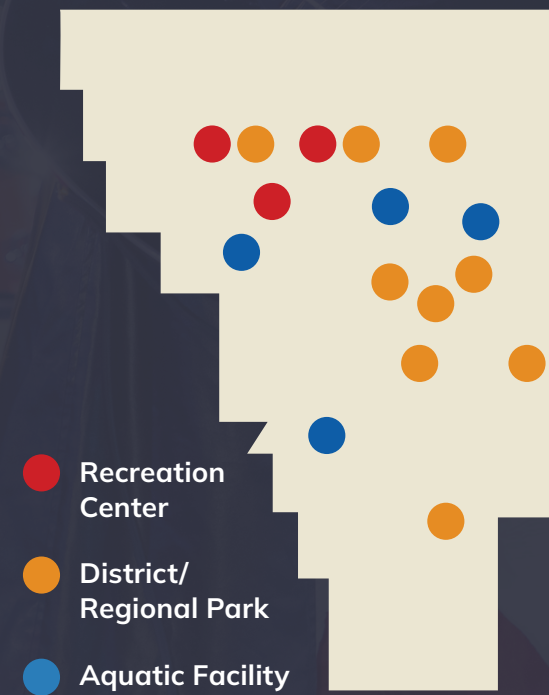 Recreation
Center
District/
Regional Park
Aquatic Facility